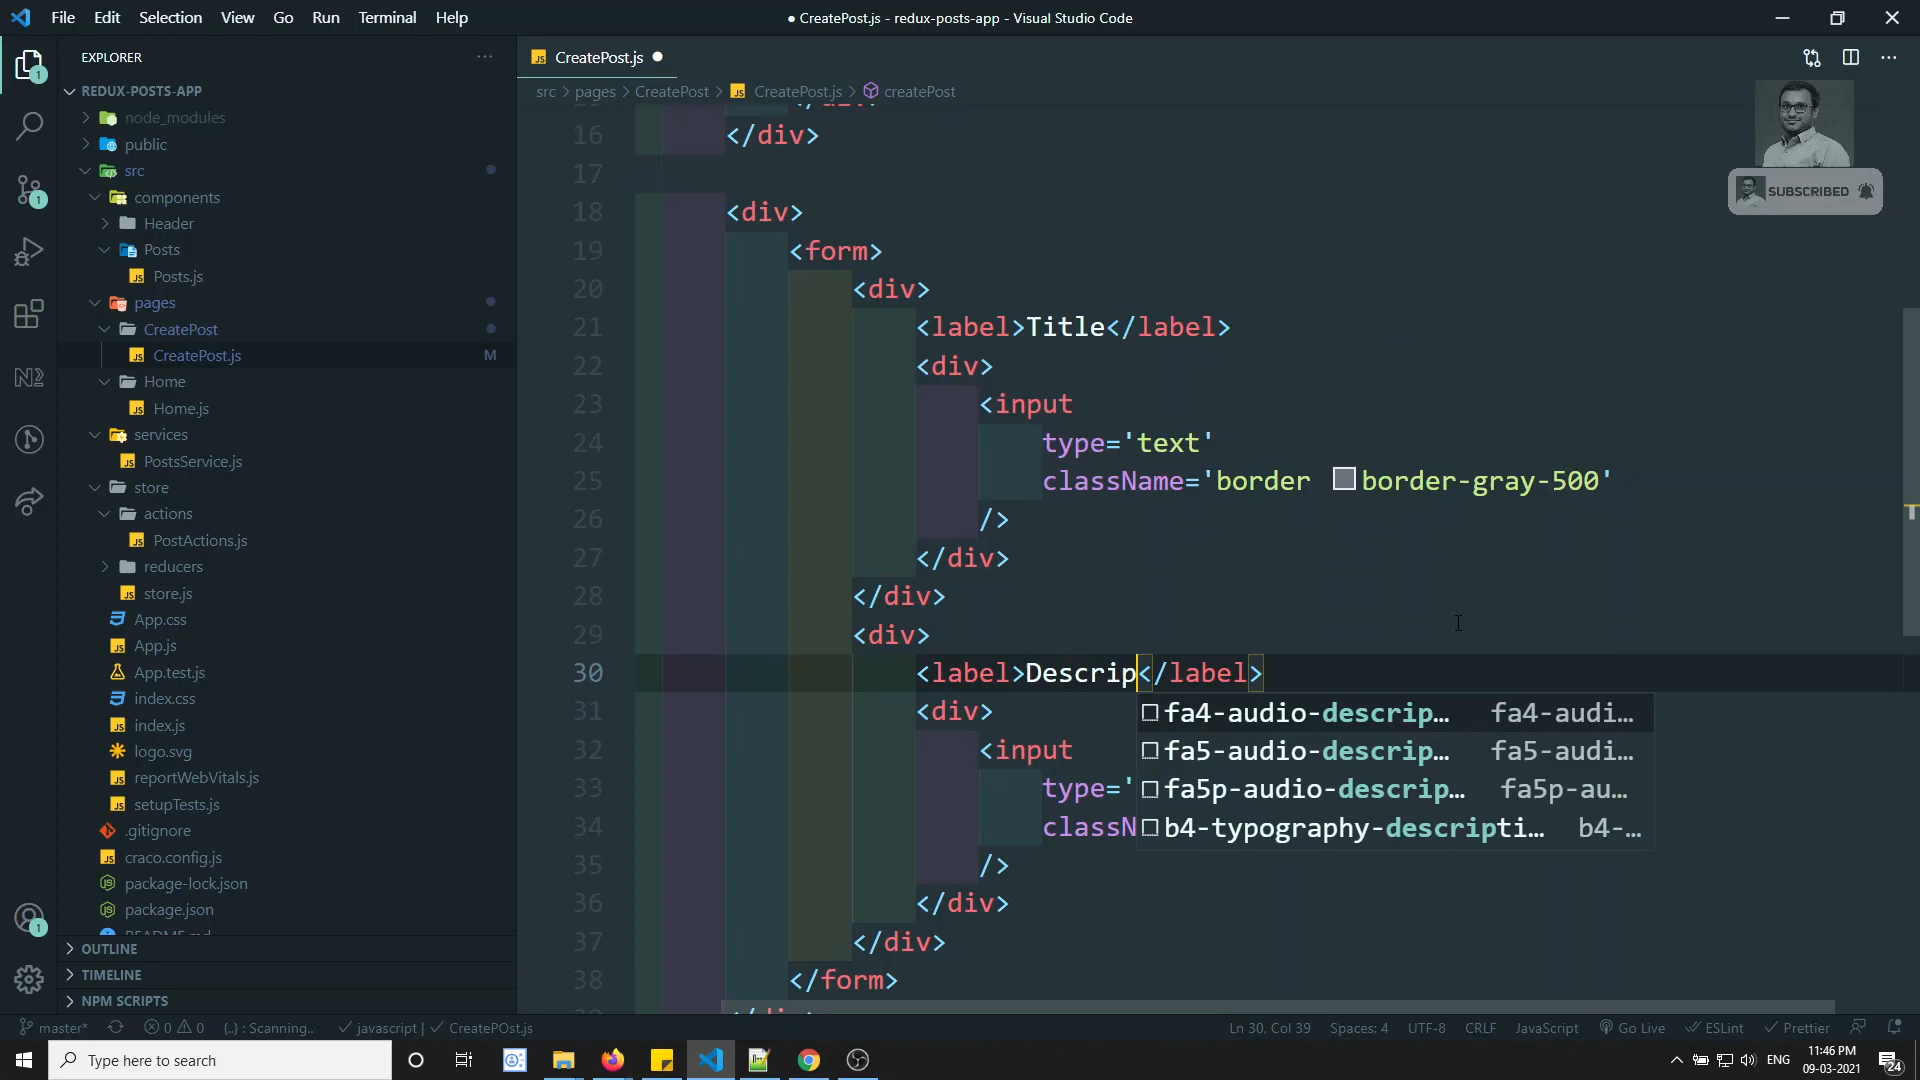 File Edit Selection View Go Run Terminal Help
● CreatePost.js - redux-posts-app - Visual Studio Code
EXPLORER
REDUX-POSTS-APP
node_modules
public
src
components
Header
Posts
Posts.js
pages
CreatePost
CreatePost.js M
Home
Home.js
services
PostsService.js
store
actions
PostActions.js
reducers
store.js
App.css
App.js
App.test.js
index.css
index.js
logo.svg
reportWebVitals.js
setupTests.js
.gitignore
craco.config.js
package-lock.json
package.json
README.md
OUTLINE
TIMELINE
NPM SCRIPTS
CreatePost.js
src > pages > CreatePost > CreatePost.js > createPost
SUBSCRIBED
16 </div>
17
18 <div>
19 <form>
20 <div>
21 <label>Title</label>
22 <div>
23 <input
24 type='text'
25 className='border border-gray-500'
26 />
27 </div>
28 </div>
29 <div>
30 <label>Descrip</label>
31 <div>
32 <input
33 type='
34 classN
35 />
36 </div>
37 </div>
38 </form>
fa4-audio-descrip… fa4-audi…
fa5-audio-descrip… fa5-audi…
fa5p-audio-descrip… fa5p-au…
b4-typography-descripti… b4-…
master* 0 0 {..} : Scanning.. javascript | CreatePOst.js
Ln 30, Col 39 Spaces: 4 UTF-8 CRLF JavaScript Go Live ESLint Prettier
Type here to search
ENG
11:46 PM
09-03-2021
24